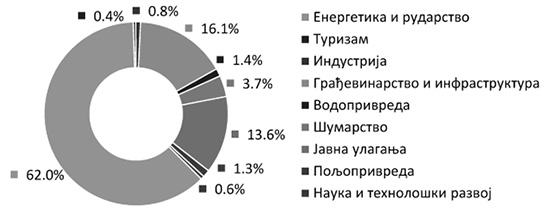 0.4%
0.8%
16.1%
1.4%
3.7%
13.6%
1.3%
0.6%
62.0%
Енергетика и рударство
Туризам
Индустрија
Грађевинарство и инфраструктура
Водопривреда
Шумарство
Јавна улагања
Пољопривреда
Наука и технолошки развој